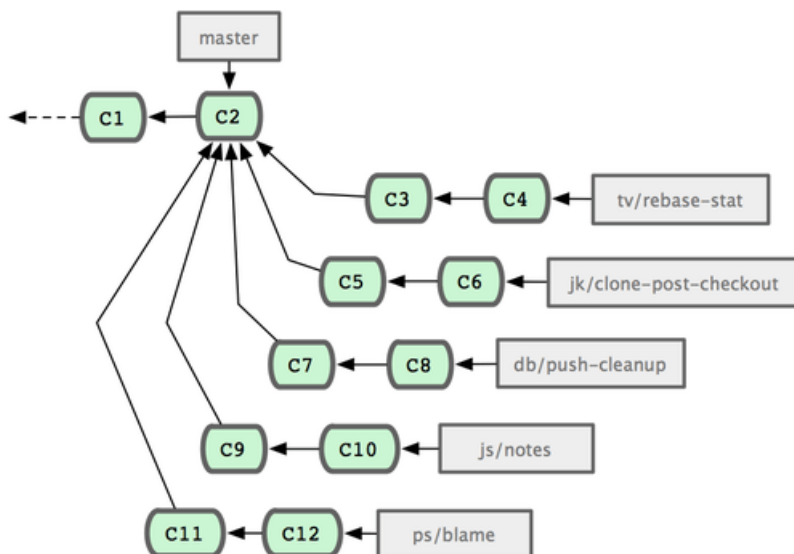 master
C1 C2
C3 C4 tv/rebase-stat
C5 C6 jk/clone-post-checkout
C7 C8 db/push-cleanup
C9 C10 js/notes
C11 C12 ps/blame